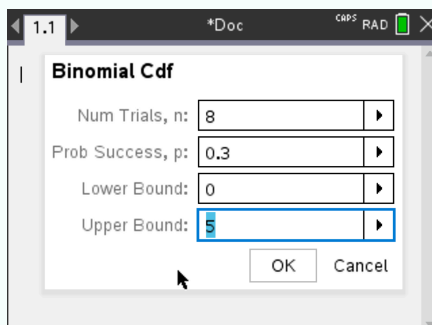 1.1 *Doc CAPS RAD
Binomial Cdf
Num Trials, n: 8
Prob Success, p: 0.3
Lower Bound: 0
Upper Bound: 5
OK Cancel